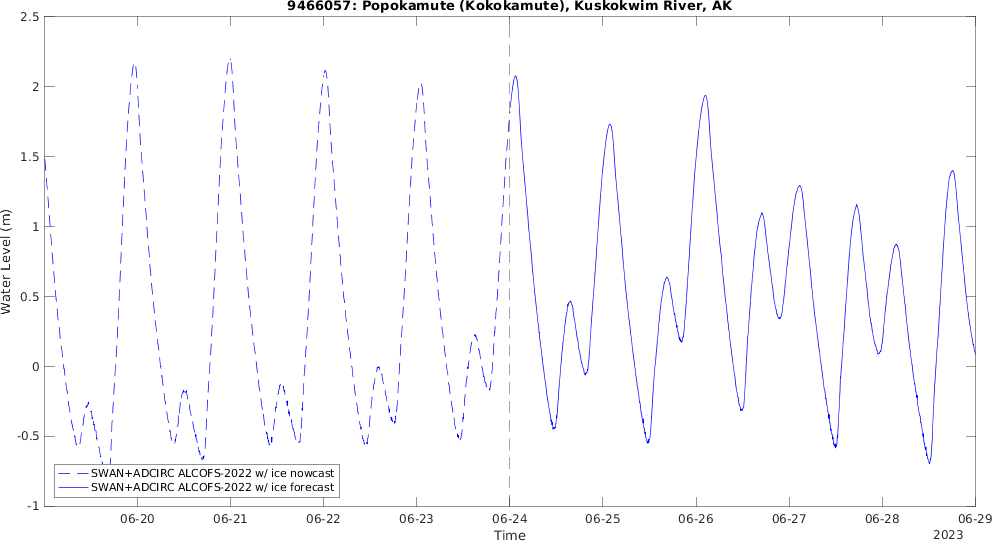 9466057: Popokamute (Kokokamute), Kuskokwim River, AK
2.5
2
1.5
1
0.5
0
-0.5
-1
Water Level (m)
SWAN+ADCIRC ALCOFS-2022 w/ ice nowcast
SWAN+ADCIRC ALCOFS-2022 w/ ice forecast
06-20 06-21 06-22 06-23 06-24 06-25 06-26 06-27 06-28 06-29
Time
2023